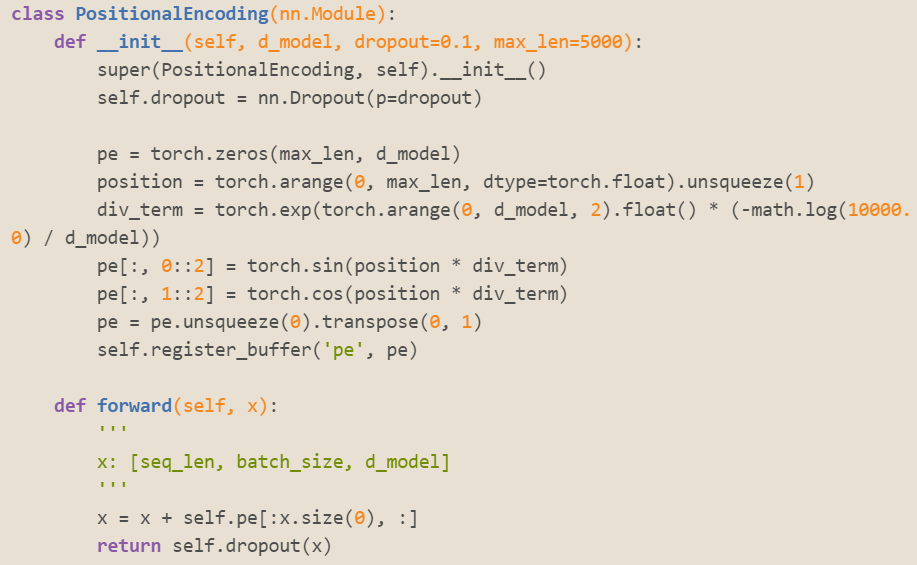 class PositionalEncoding(nn.Module):
    def __init__(self, d_model, dropout=0.1, max_len=5000):
        super(PositionalEncoding, self).__init__()
        self.dropout = nn.Dropout(p=dropout)

        pe = torch.zeros(max_len, d_model)
        position = torch.arange(0, max_len, dtype=torch.float).unsqueeze(1)
        div_term = torch.exp(torch.arange(0, d_model, 2).float() * (-math.log(10000.
0) / d_model))
        pe[:, 0::2] = torch.sin(position * div_term)
        pe[:, 1::2] = torch.cos(position * div_term)
        pe = pe.unsqueeze(0).transpose(0, 1)
        self.register_buffer('pe', pe)

    def forward(self, x):
        '''
        x: [seq_len, batch_size, d_model]
        '''
        x = x + self.pe[:x.size(0), :]
        return self.dropout(x)